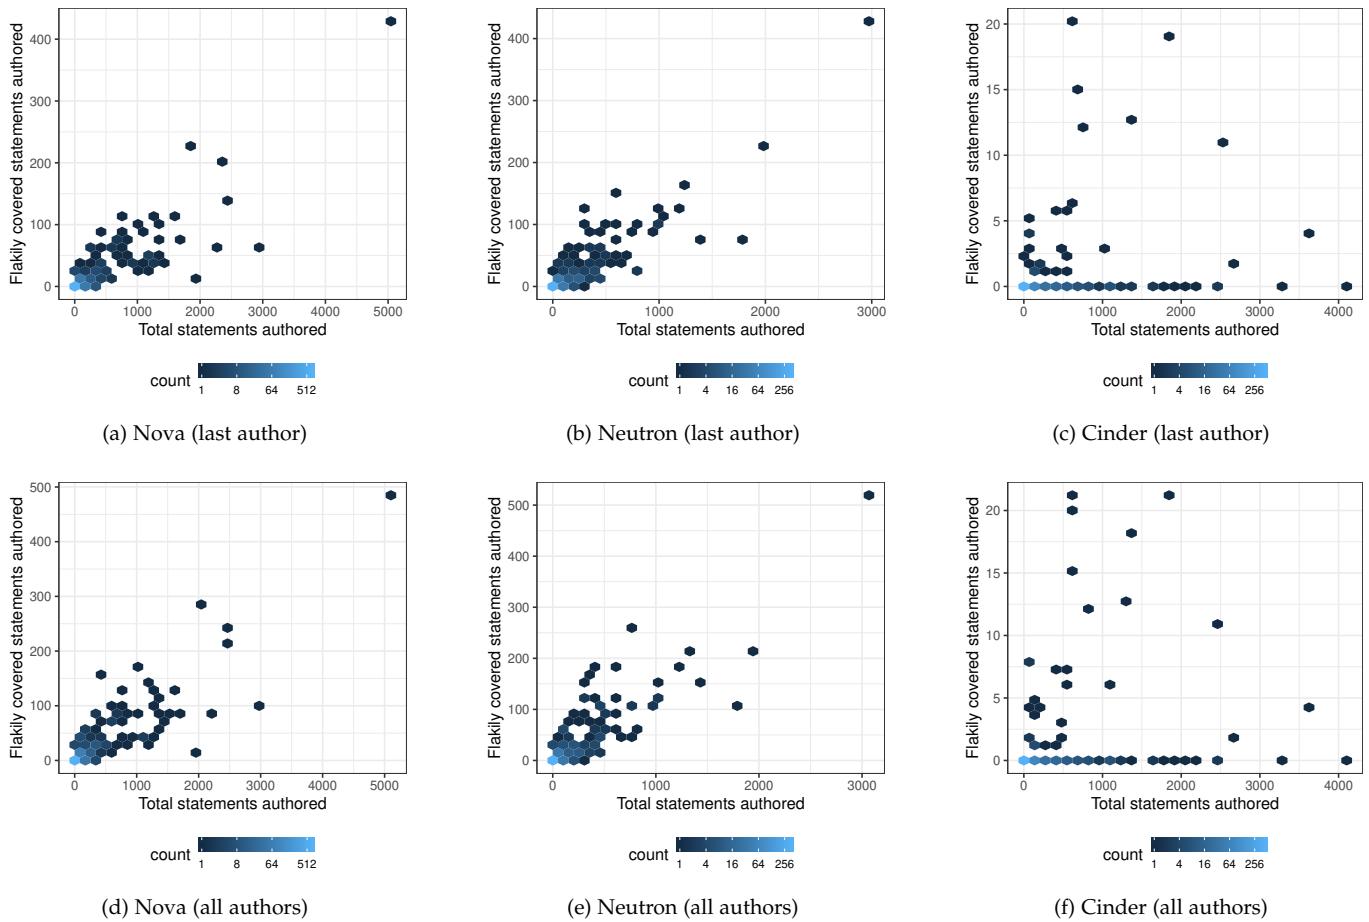 Flakily covered statements authored
400
300
200
100
0
0 1000 2000 3000 4000 5000
Total statements authored
count
1 8 64 512
(a) Nova (last author)
Flakily covered statements authored
400
300
200
100
0
0 1000 2000 3000
Total statements authored
count
1 4 16 64 256
(b) Neutron (last author)
Flakily covered statements authored
20
15
10
5
0
0 1000 2000 3000 4000
Total statements authored
count
1 4 16 64 256
(c) Cinder (last author)
Flakily covered statements authored
500
400
300
200
100
0
0 1000 2000 3000 4000 5000
Total statements authored
count
1 8 64 512
(d) Nova (all authors)
Flakily covered statements authored
500
400
300
200
100
0
0 1000 2000 3000
Total statements authored
count
1 4 16 64 256
(e) Neutron (all authors)
Flakily covered statements authored
20
15
10
5
0
0 1000 2000 3000 4000
Total statements authored
count
1 4 16 64 256
(f) Cinder (all authors)